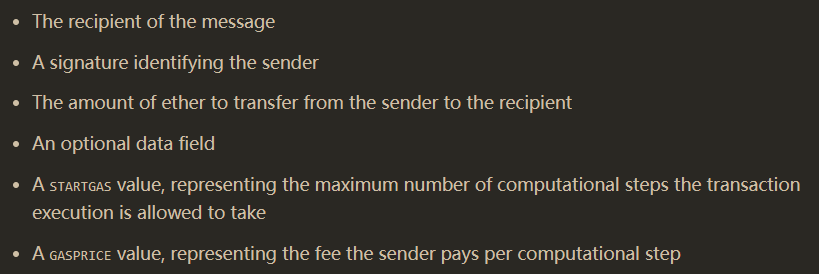 • The recipient of the message
• A signature identifying the sender
• The amount of ether to transfer from the sender to the recipient
• An optional data field
• A STARTGAS value, representing the maximum number of computational steps the transaction
execution is allowed to take
• A GASPRICE value, representing the fee the sender pays per computational step